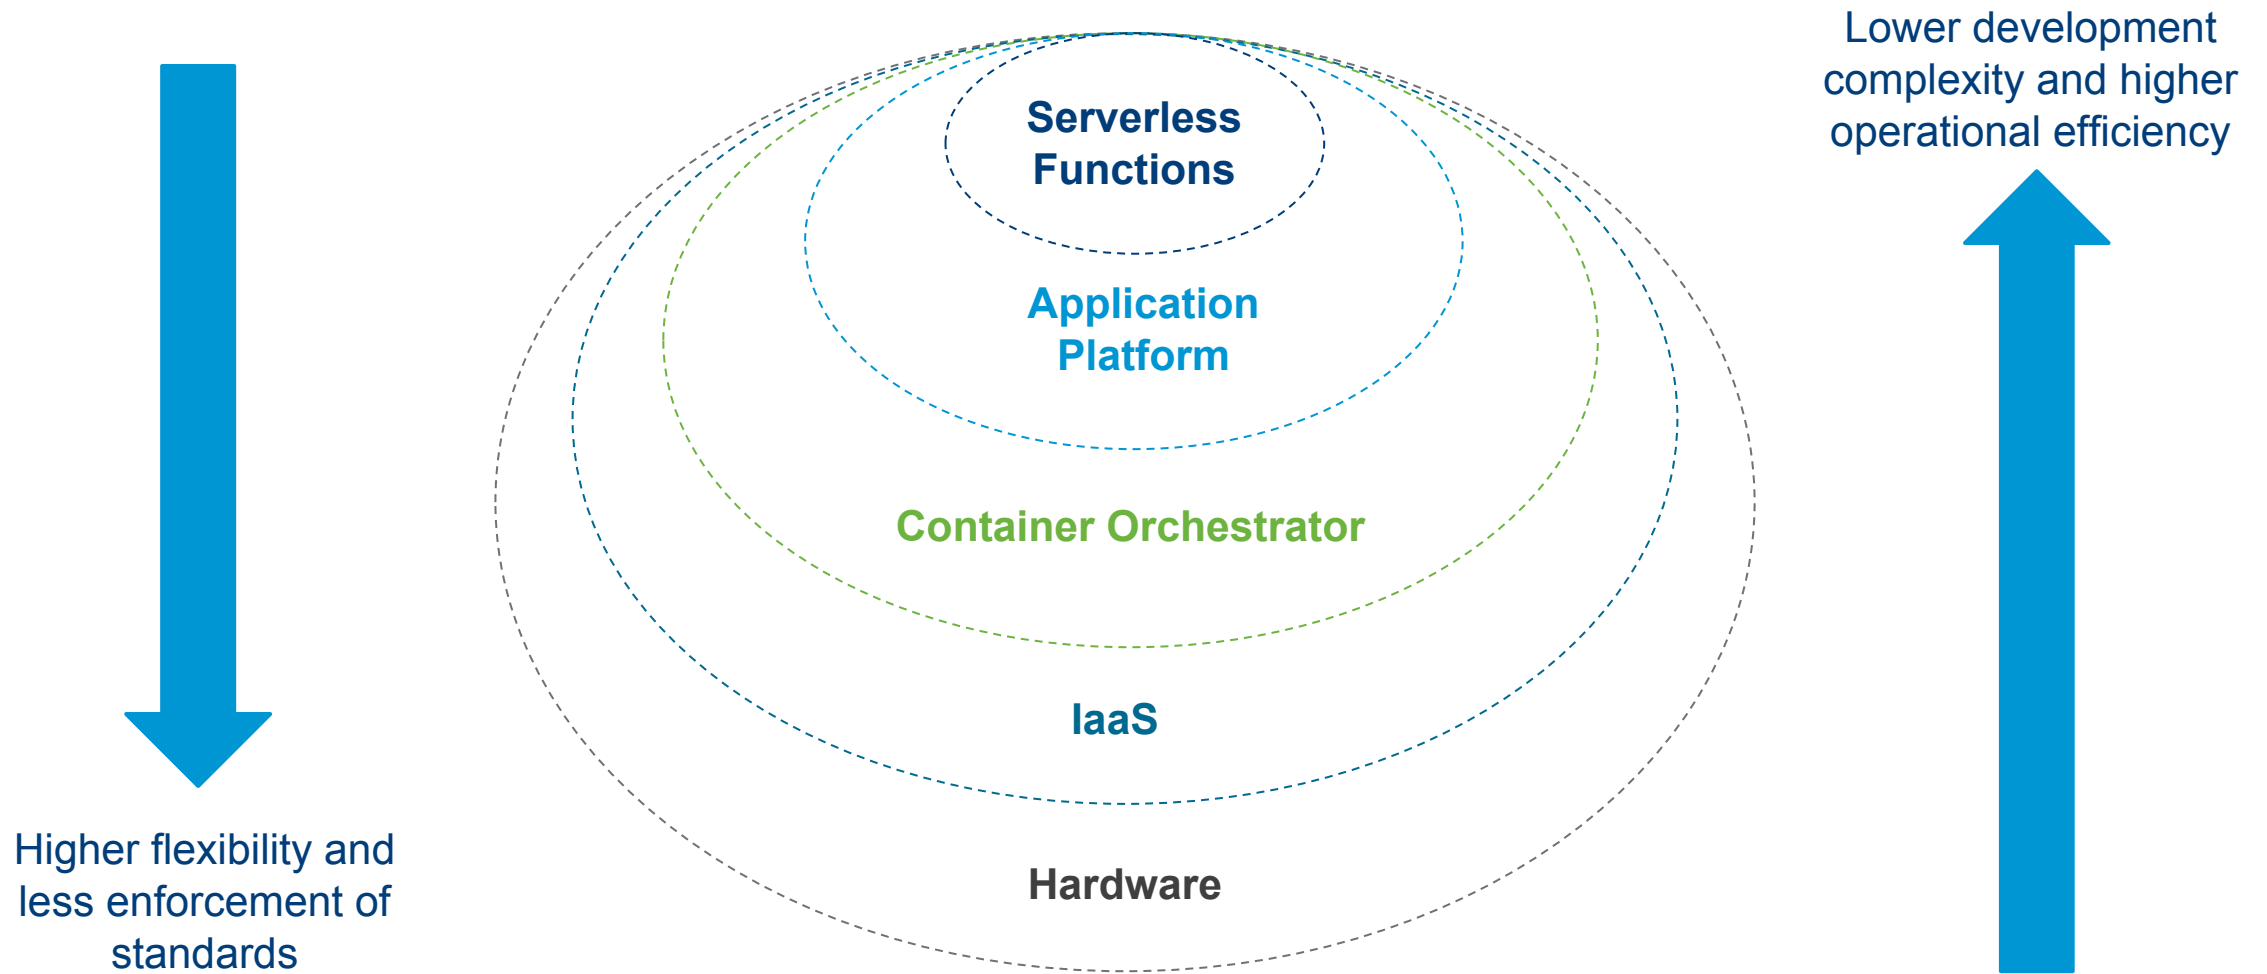 Lower development
complexity and higher
operational efficiency
Serverless
Functions
Application
Platform
Container Orchestrator
IaaS
Hardware
Higher flexibility and
less enforcement of
standards